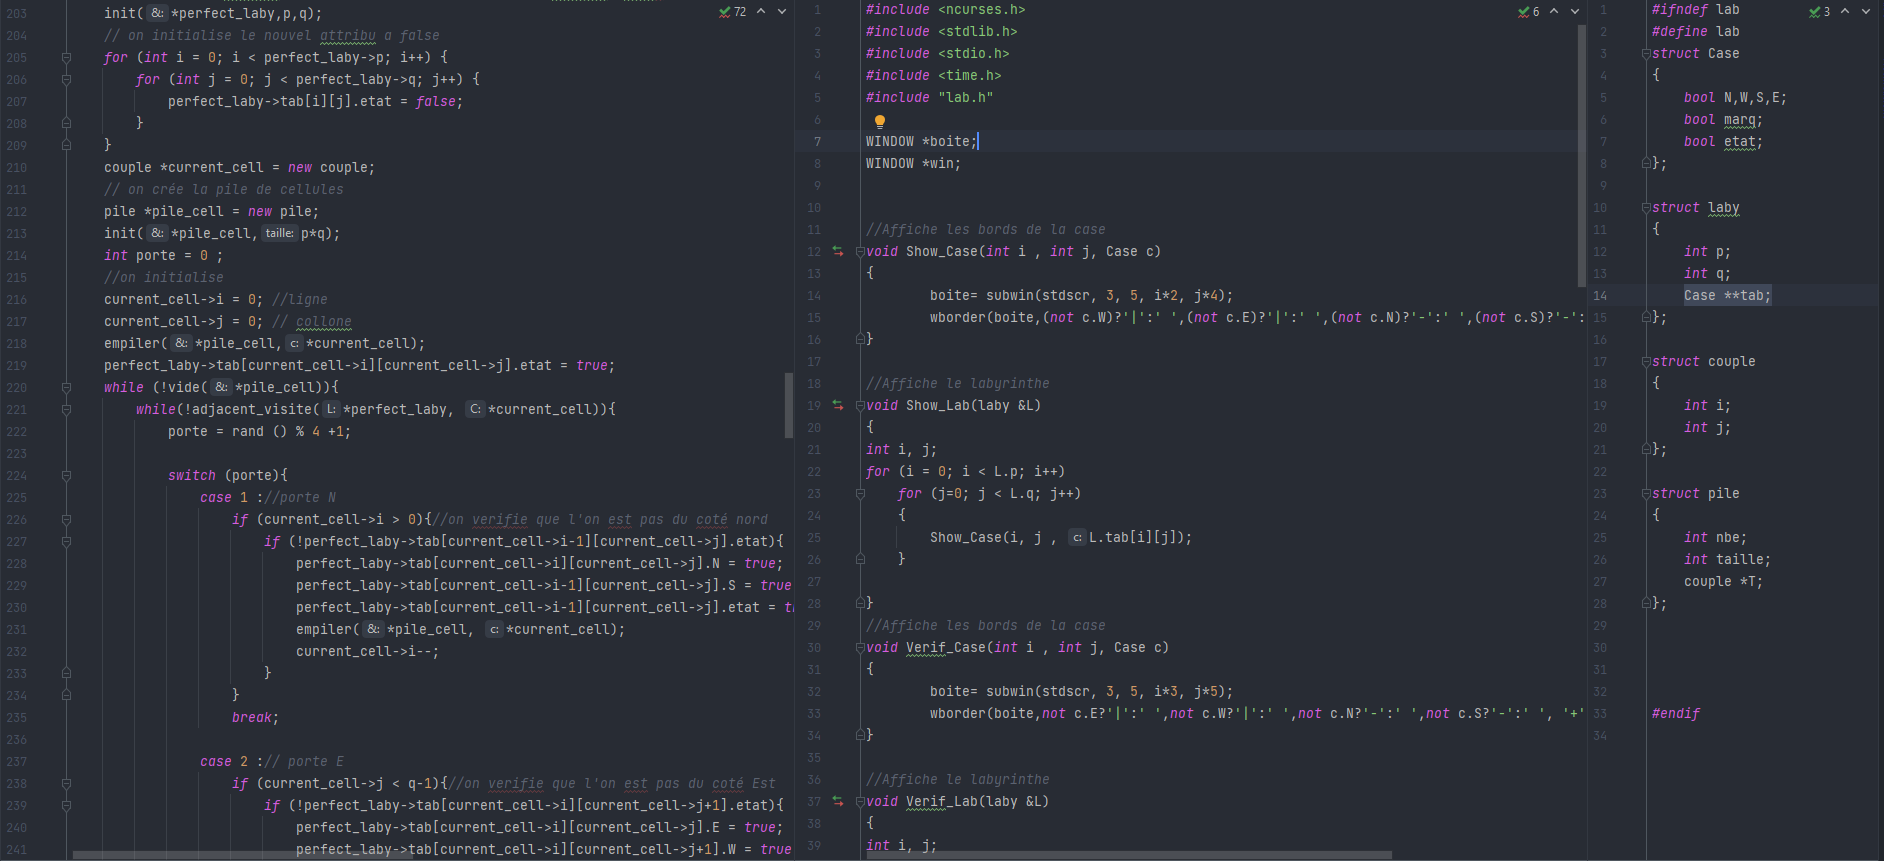 203 init(&: *perfect_laby,p,q);
204 // on initialise le nouvel attribu a false
205 for (int i = 0; i < perfect_laby->p; i++) {
206 for (int j = 0; j < perfect_laby->q; j++) {
207 perfect_laby->tab[i][j].etat = false;
208 }
209 }
210 couple *current_cell = new couple;
211 // on crée la pile de cellules
212 pile *pile_cell = new pile;
213 init(&: *pile_cell, taille: p*q);
214 int porte = 0 ;
215 //on initialise
216 current_cell->i = 0; //ligne
217 current_cell->j = 0; // collone
218 empiler(&: *pile_cell, c: *current_cell);
219 perfect_laby->tab[current_cell->i][current_cell->j].etat = true;
220 while (!vide(&: *pile_cell)){
221 while(!adjacent_visite(L: *perfect_laby, C: *current_cell)){
222 porte = rand () % 4 +1;
223
224 switch (porte){
225 case 1 ://porte N
226 if (current_cell->i > 0){//on verifie que l'on est pas du coté nord
227 if (!perfect_laby->tab[current_cell->i-1][current_cell->j].etat){
228 perfect_laby->tab[current_cell->i][current_cell->j].N = true;
229 perfect_laby->tab[current_cell->i-1][current_cell->j].S = true
230 perfect_laby->tab[current_cell->i-1][current_cell->j].etat = t
231 empiler(&: *pile_cell, c: *current_cell);
232 current_cell->i--;
233 }
234 }
235 break;
236
237 case 2 :// porte E
238 if (current_cell->j < q-1){//on verifie que l'on est pas du coté Est
239 if (!perfect_laby->tab[current_cell->i][current_cell->j+1].etat){
240 perfect_laby->tab[current_cell->i][current_cell->j].E = true;
241 perfect_laby->tab[current_cell->i][current_cell->j+1].W = true
72
1 #include <ncurses.h>
2 #include <stdlib.h>
3 #include <stdio.h>
4 #include <time.h>
5 #include "lab.h"
6
7 WINDOW *boite;
8 WINDOW *win;
9
10
11 //Affiche les bords de la case
12 void Show_Case(int i , int j, Case c)
13 {
14 boite= subwin(stdscr, 3, 5, i*2, j*4);
15 wborder(boite,(not c.W)?'|':' ',(not c.E)?'|':' ',(not c.N)?'-':' ',(not c.S)?'-':
16 }
17
18 //Affiche le labyrinthe
19 void Show_Lab(laby &L)
20 {
21 int i, j;
22 for (i = 0; i < L.p; i++)
23 for (j=0; j < L.q; j++)
24 {
25 Show_Case(i, j , c: L.tab[i][j]);
26 }
27
28 }
29 //Affiche les bords de la case
30 void Verif_Case(int i , int j, Case c)
31 {
32 boite= subwin(stdscr, 3, 5, i*3, j*5);
33 wborder(boite,not c.E?'|':' ',not c.W?'|':' ',not c.N?'-':' ',not c.S?'-':' ', '+'
34 }
35
36 //Affiche le labyrinthe
37 void Verif_Lab(laby &L)
38 {
39 int i, j;
6
1 #ifndef lab
2 #define lab
3 struct Case
4 {
5 bool N,W,S,E;
6 bool marq;
7 bool etat;
8 };
9
10 struct laby
11 {
12 int p;
13 int q;
14 Case **tab;
15 };
16
17 struct couple
18 {
19 int i;
20 int j;
21 };
22
23 struct pile
24 {
25 int nbe;
26 int taille;
27 couple *T;
28 };
29
30
31
32
33 #endif
34
3